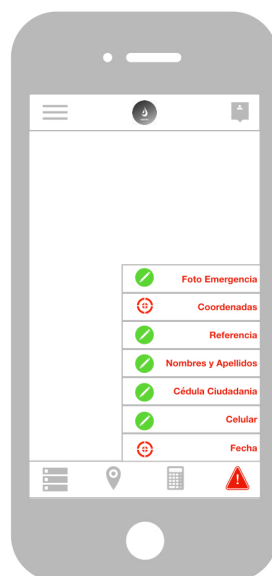 Foto Emergencia
Coordenadas
Referencia
Nombres y Apellidos
Cédula Ciudadania
Celular
Fecha